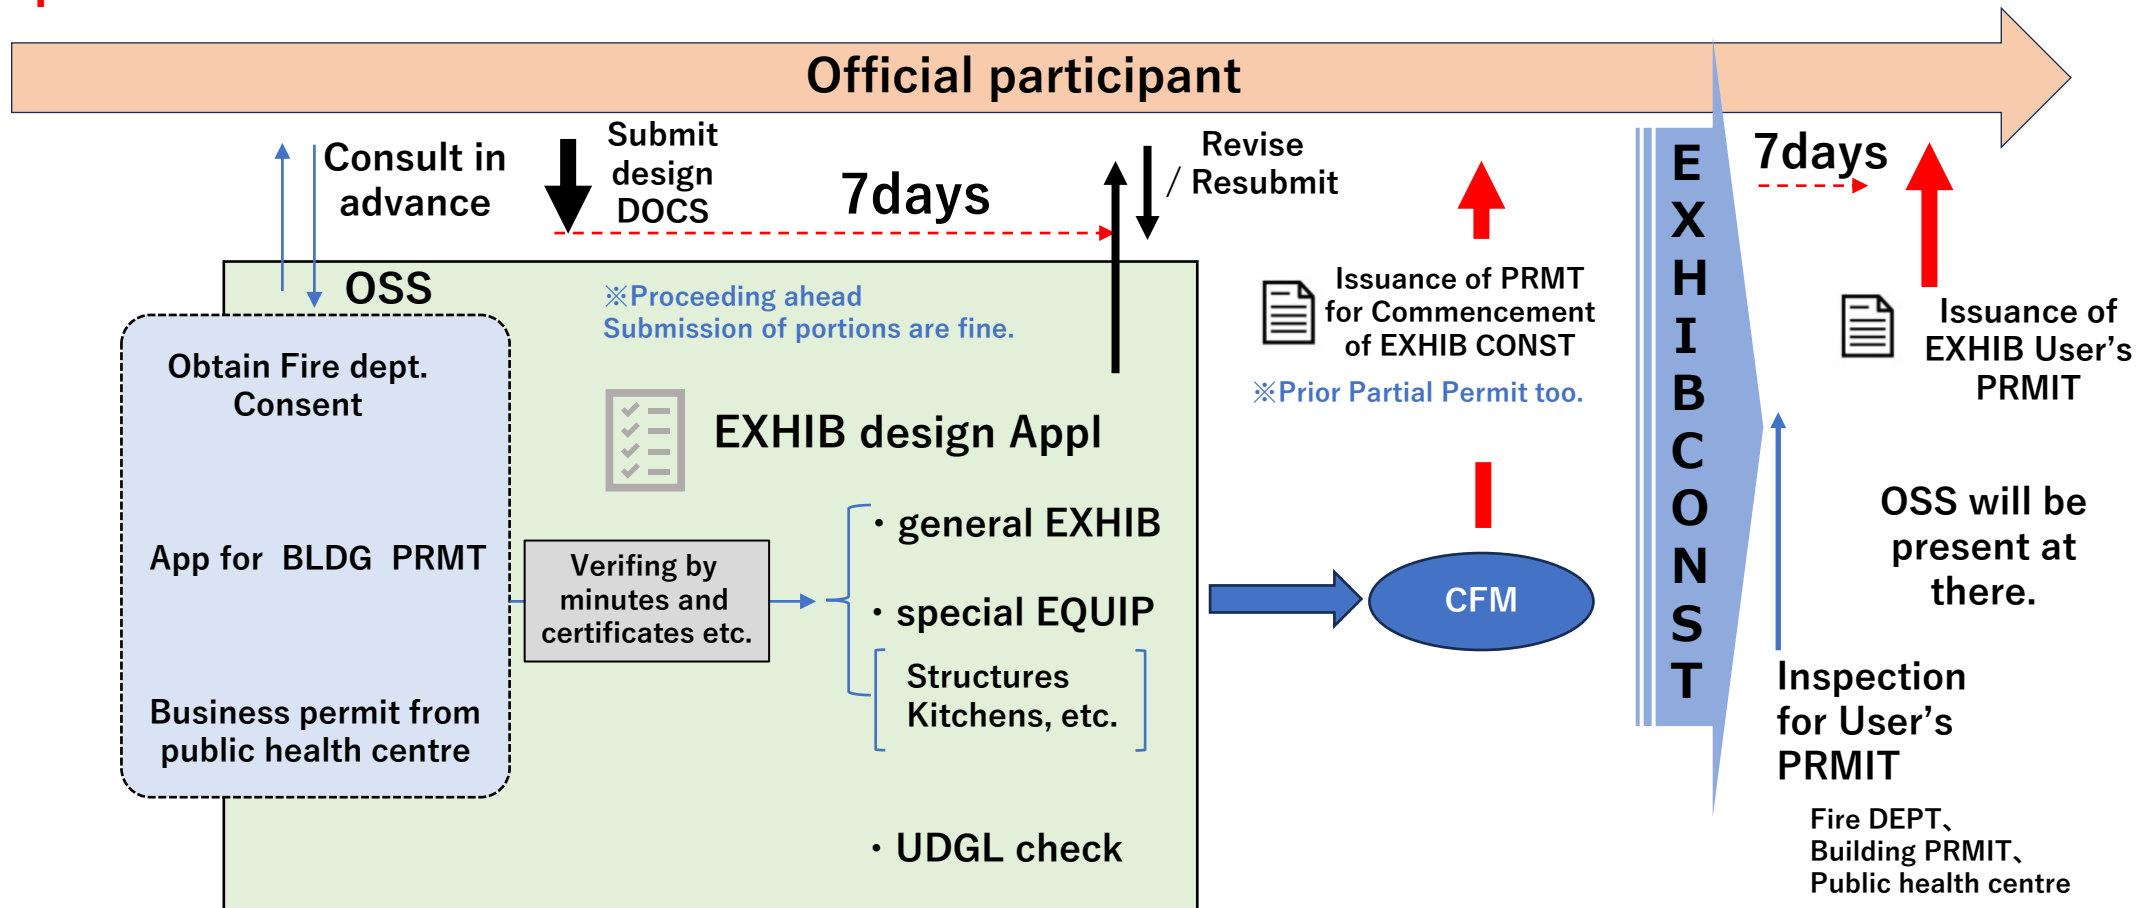 Official participant
Consult in
advance
Submit
design
DOCS
7days
Revise
/ Resubmit
7days
OSS
※Proceeding ahead
Submission of portions are fine.
Obtain Fire dept.
Consent
App for BLDG PRMT
Business permit from
public health centre
Verifing by
minutes and
certificates etc.
EXHIB design Appl
・general EXHIB
・special EQUIP
Structures
Kitchens, etc.
・UDGL check
Issuance of PRMT
for Commencement
of EXHIB CONST
※Prior Partial Permit too.
CFM
E
X
H
I
B
C
O
N
S
T
Issuance of
EXHIB User’s
PRMIT
OSS will be
present at
there.
Inspection
for User’s
PRMIT
Fire DEPT、
Building PRMIT、
Public health centre